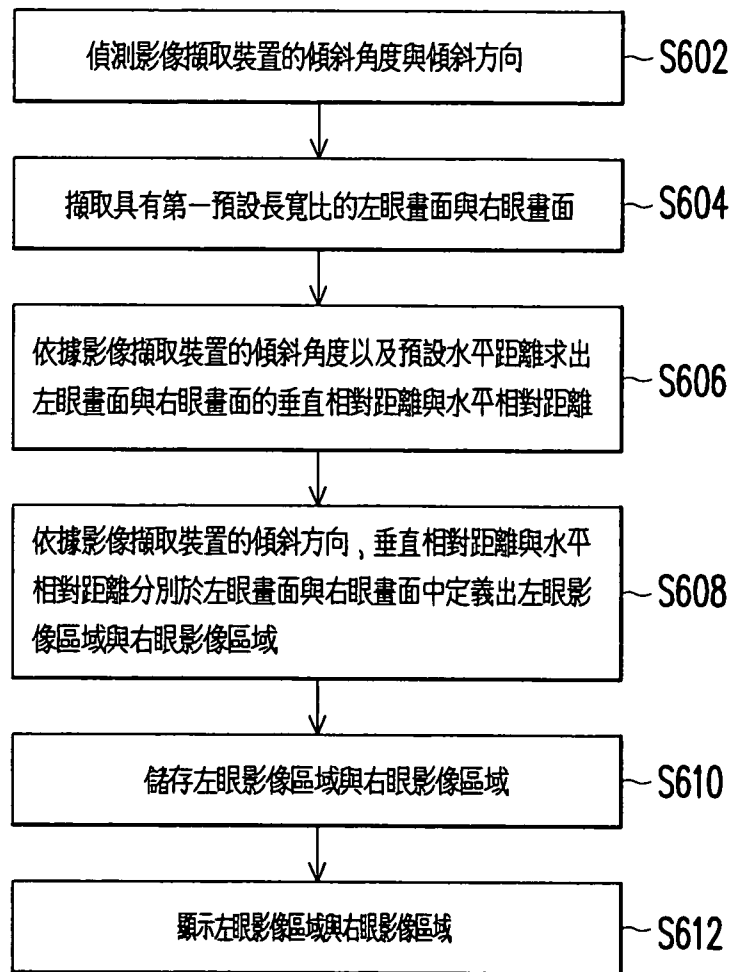 偵測影像擷取裝置的傾斜角度與傾斜方向
S602
擷取具有第一預設長寬比的左眼畫面與右眼畫面
S604
依據影像擷取裝置的傾斜角度以及預設水平距離求出
左眼畫面與右眼畫面的垂直相對距離與水平相對距離
S606
依據影像擷取裝置的傾斜方向、垂直相對距離與水平
相對距離分別於左眼畫面與右眼畫面中定義出左眼影
像區域與右眼影像區域
S608
儲存左眼影像區域與右眼影像區域
S610
顯示左眼影像區域與右眼影像區域
S612